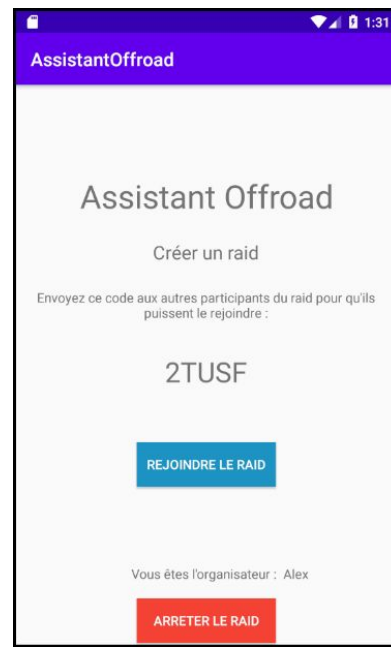 1:31
AssistantOffroad
Assistant Offroad
Créer un raid
Envoyez ce code aux autres participants du raid pour qu'ils
puissent le rejoindre :
2TUSF
REJOINDRE LE RAID
Vous êtes l'organisateur : Alex
ARRETER LE RAID